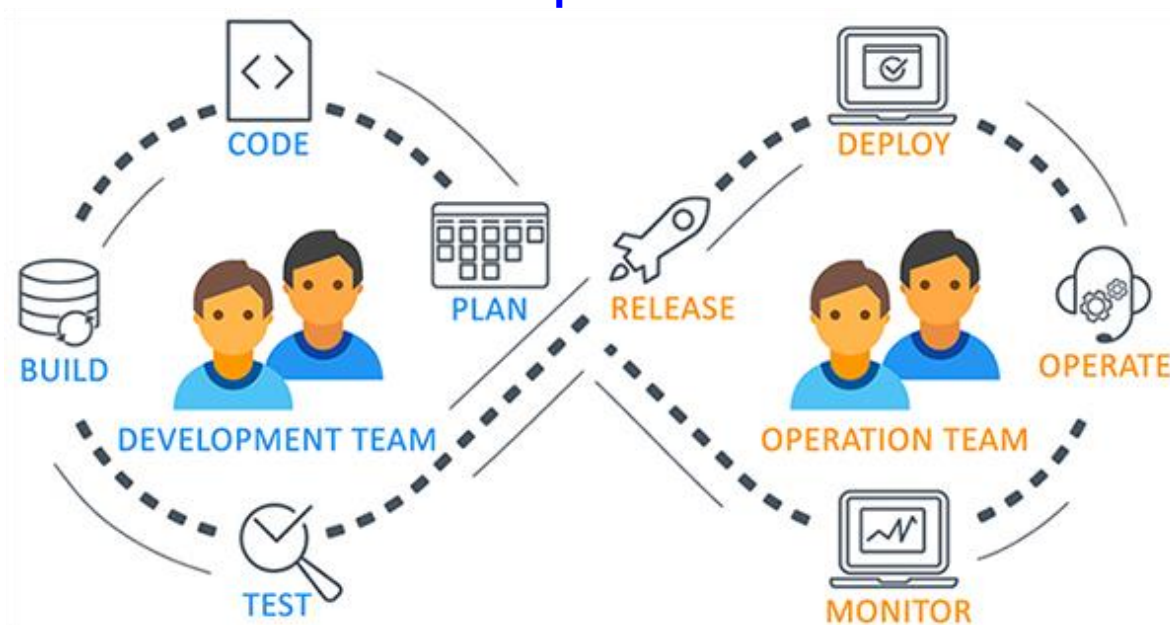 CODE
DEPLOY
PLAN
RELEASE
BUILD
OPERATE
DEVELOPMENT TEAM
OPERATION TEAM
TEST
MONITOR